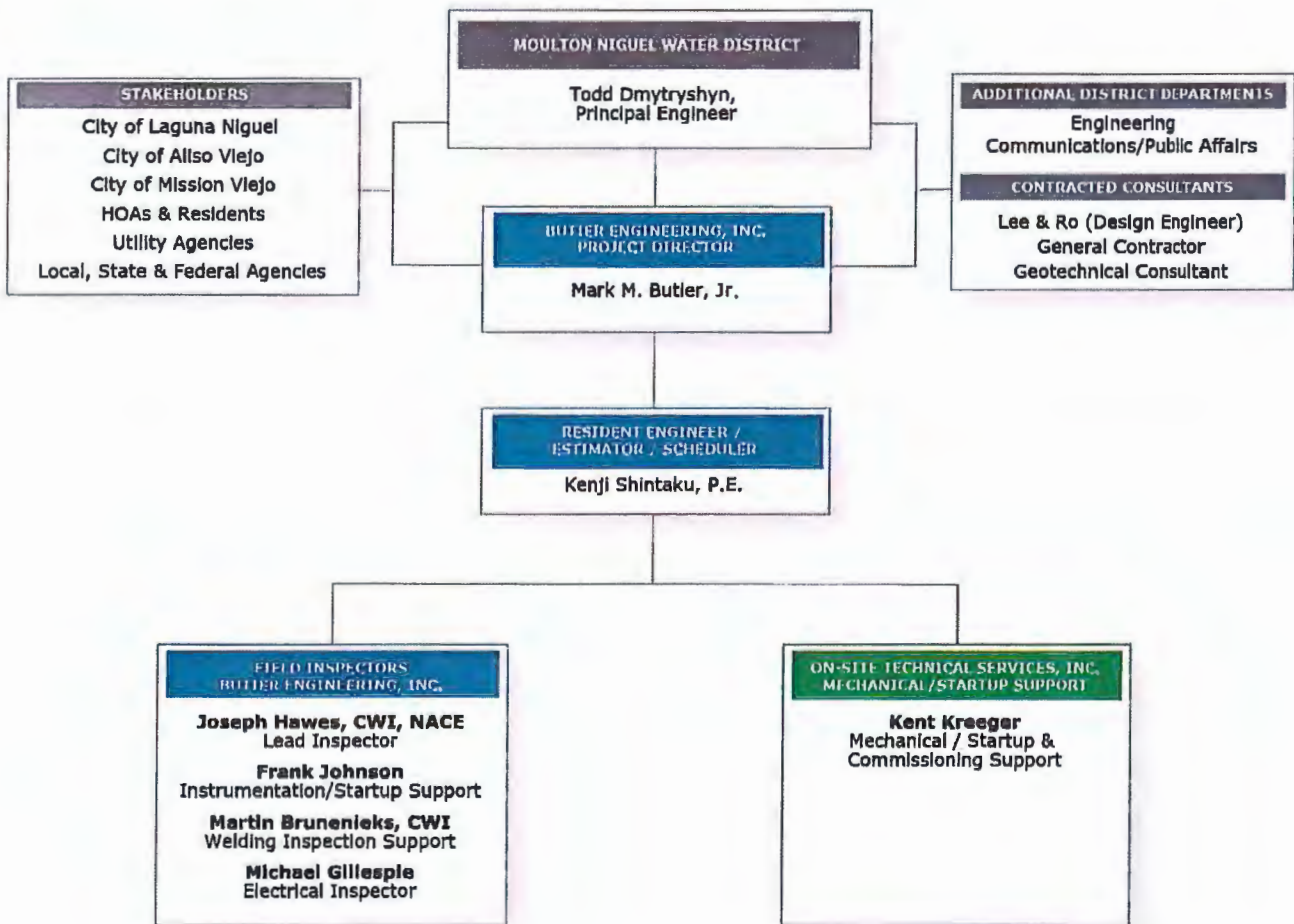 MOULTON NIGUEL WATER DISTRICT
Todd Dmytryshyn,
Principal Engineer
STAKEHOLDERS
City of Laguna Niguel
City of Aliso Viejo
City of Mission Viejo
HOAs & Residents
Utility Agencies
Local, State & Federal Agencies
ADDITIONAL DISTRICT DEPARTMENTS
Engineering
Communications/Public Affairs
CONTRACTED CONSULTANTS
Lee & Ro (Design Engineer)
General Contractor
Geotechnical Consultant
BUTIER ENGINEERING, INC.
PROJECT DIRECTOR
Mark M. Butier, Jr.
RESIDENT ENGINEER /
ESTIMATOR / SCHEDULER
Kenji Shintaku, P.E.
FIELD INSPECTORS
BUTIER ENGINEERING, INC.
Joseph Hawes, CWI, NACE
Lead Inspector
Frank Johnson
Instrumentation/Startup Support
Martin Brunenieks, CWI
Welding Inspection Support
Michael Gillespie
Electrical Inspector
ON-SITE TECHNICAL SERVICES, INC.
MECHANICAL/STARTUP SUPPORT
Kent Kreeger
Mechanical / Startup &
Commissioning Support